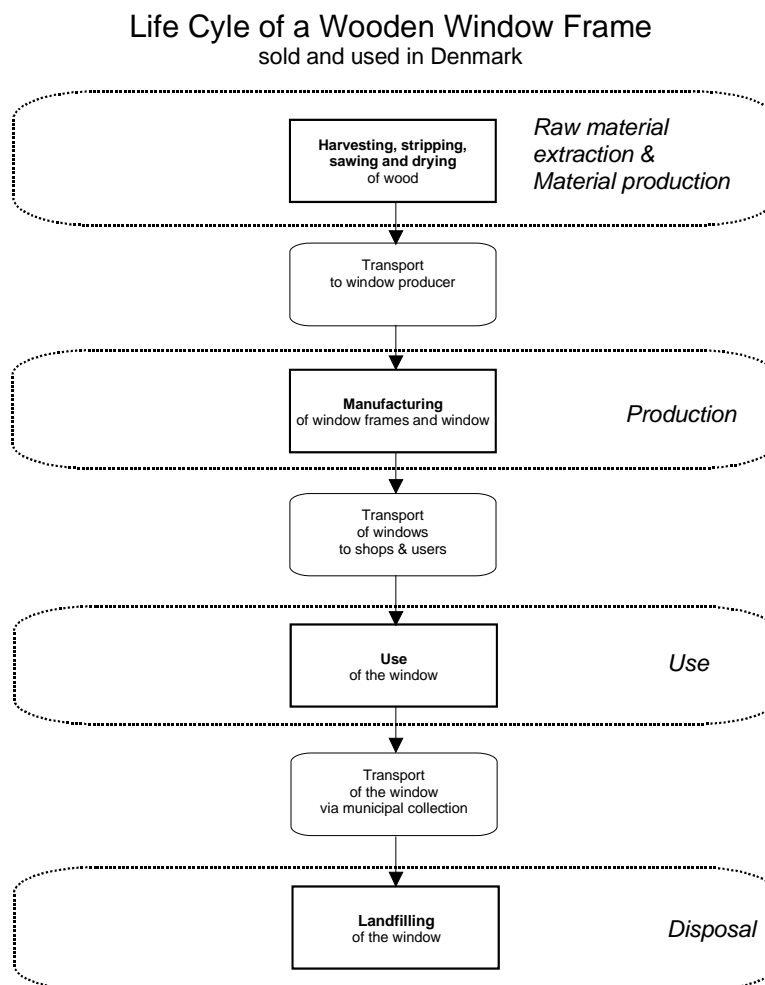 Life Cyle of a Wooden Window Frame
sold and used in Denmark
Harvesting, stripping,
sawing and drying
of wood
Raw material
extraction &
Material production
Transport
to window producer
Manufacturing
of window frames and window
Production
Transport
of windows
to shops & users
Use
of the window
Use
Transport
of the window
via municipal collection
Landfilling
of the window
Disposal